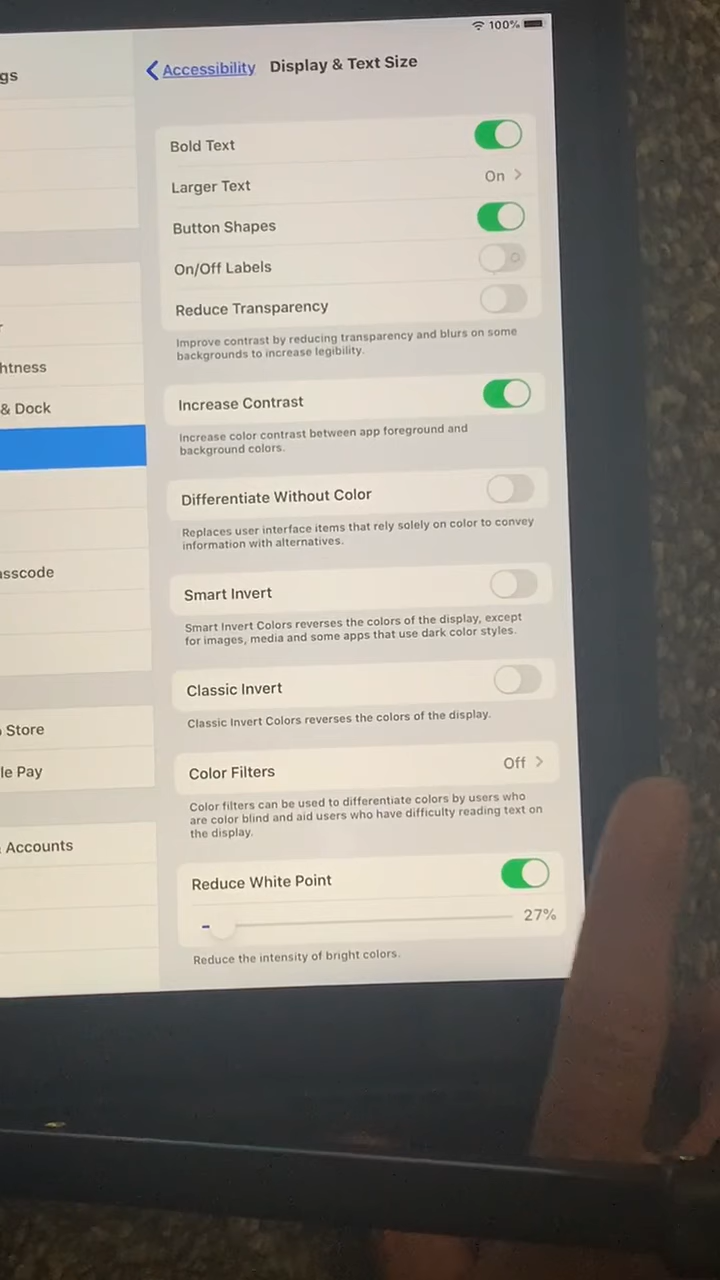 100%
gs
Accessibility Display & Text Size
Bold Text
Larger Text On
Button Shapes
On/Off Labels
Reduce Transparency
Improve contrast by reducing transparency and blurs on some
backgrounds to increase legibility.
Increase Contrast
Increase color contrast between app foreground and
background colors.
Differentiate Without Color
Replaces user interface items that rely solely on color to convey
information with alternatives.
Smart Invert
Smart Invert Colors reverses the colors of the display, except
for images, media and some apps that use dark color styles.
Classic Invert
Classic Invert Colors reverses the colors of the display.
Color Filters Off
Color filters can be used to differentiate colors by users who
are color blind and aid users who have difficulty reading text on
the display.
Reduce White Point
27%
Reduce the intensity of bright colors.
r
htness
& Dock
asscode
Store
le Pay
Accounts